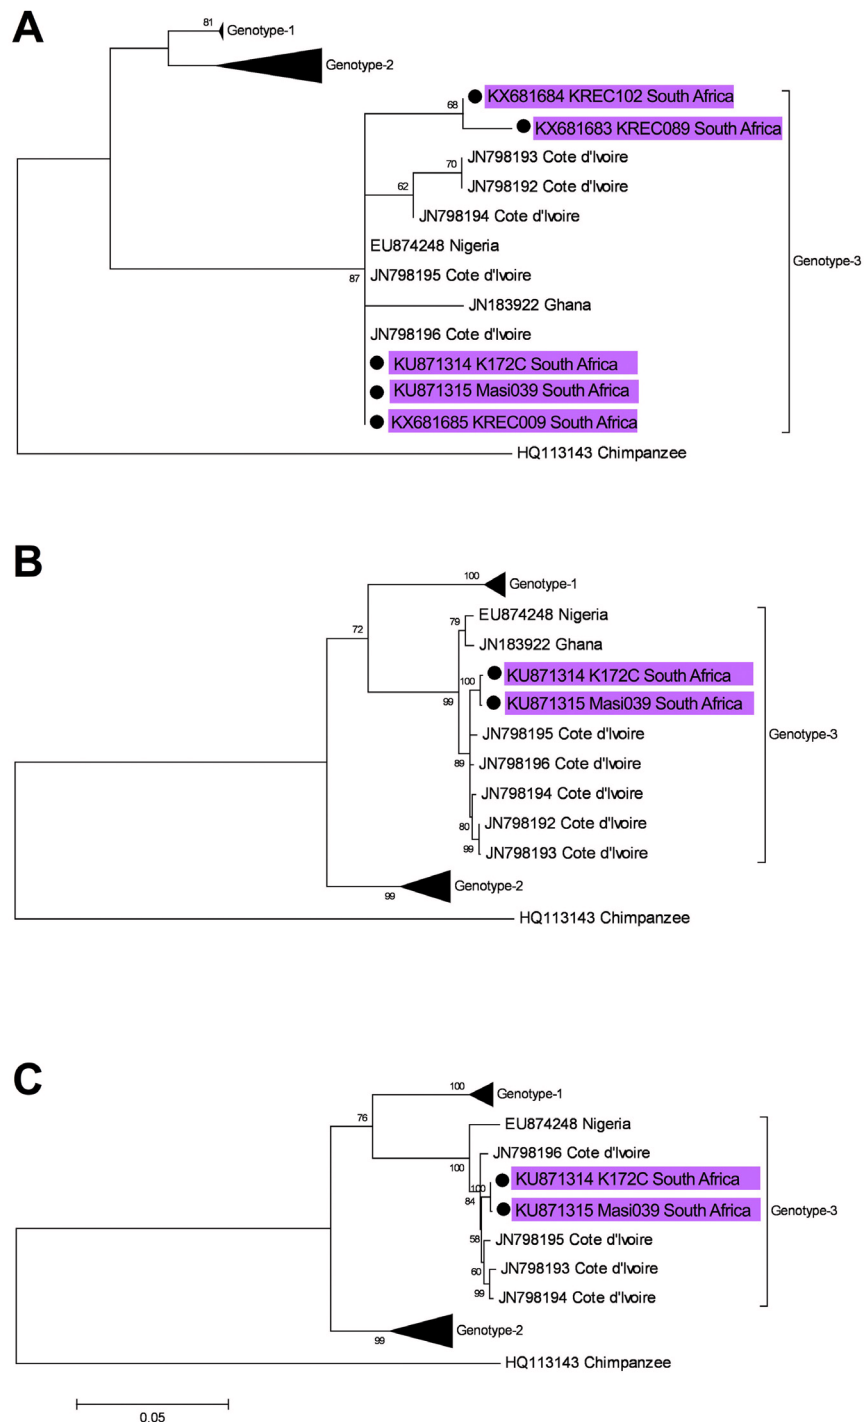 A
81
Genotype-1
Genotype-2
KX681684 KREC102 South Africa
68
KX681683 KREC089 South Africa
JN798193 Cote d'Ivoire
70
JN798192 Cote d'Ivoire
62
JN798194 Cote d'Ivoire
EU874248 Nigeria
Genotype-3
JN798195 Cote d'Ivoire
87
JN183922 Ghana
JN798196 Cote d'Ivoire
KU871314 K172C South Africa
KU871315 Masi039 South Africa
KX681685 KREC009 South Africa
HQ113143 Chimpanzee
B
100
Genotype-1
EU874248 Nigeria
79
72
JN183922 Ghana
KU871314 K172C South Africa
100
99
KU871315 Masi039 South Africa
JN798195 Cote d'Ivoire
Genotype-3
89
JN798196 Cote d'Ivoire
JN798194 Cote d'Ivoire
80
JN798192 Cote d'Ivoire
99
JN798193 Cote d'Ivoire
Genotype-2
99
HQ113143 Chimpanzee
C
100
Genotype-1
76
EU874248 Nigeria
JN798196 Cote d'Ivoire
100
KU871314 K172C South Africa
100
84
KU871315 Masi039 South Africa
Genotype-3
58
JN798195 Cote d'Ivoire
60
JN798193 Cote d'Ivoire
99
JN798194 Cote d'Ivoire
Genotype-2
99
HQ113143 Chimpanzee
0.05